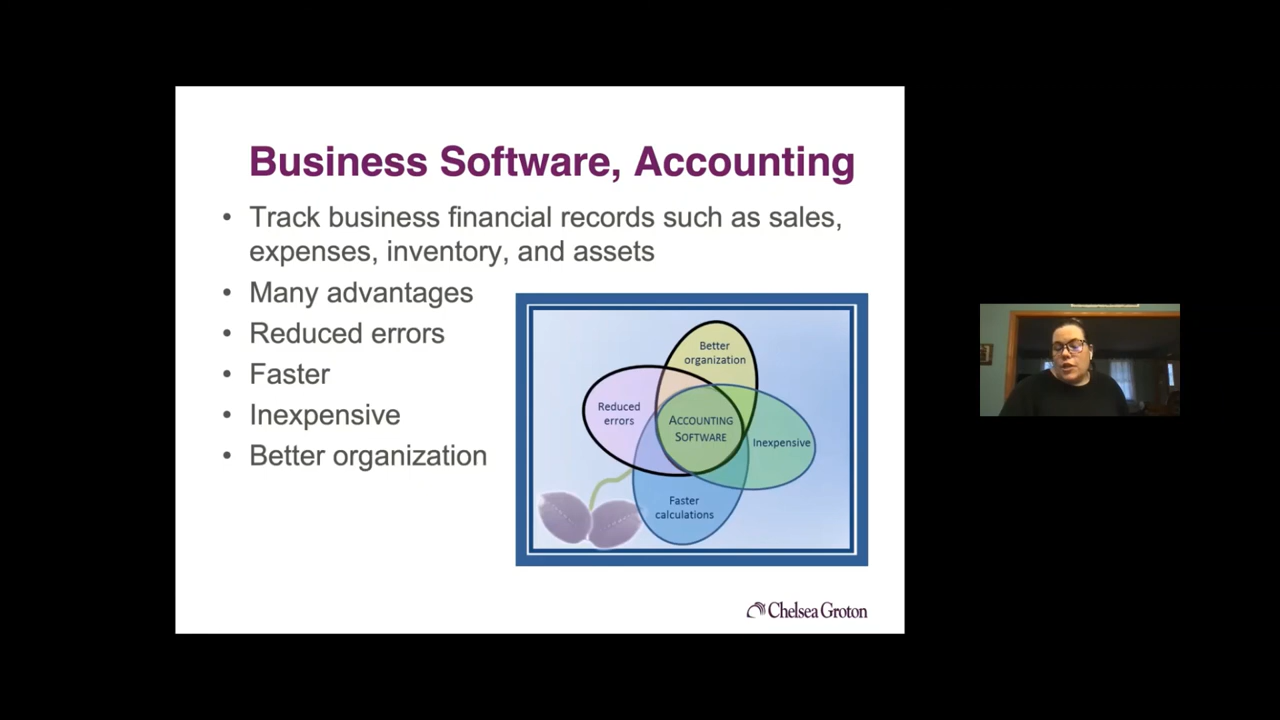 Business Software, Accounting
• Track business financial records such as sales,
expenses, inventory, and assets
• Many advantages
• Reduced errors
• Faster
• Inexpensive
• Better organization
Better
organization
Reduced
errors
ACCOUNTING
SOFTWARE
Inexpensive
Faster
calculations
Chelsea Groton